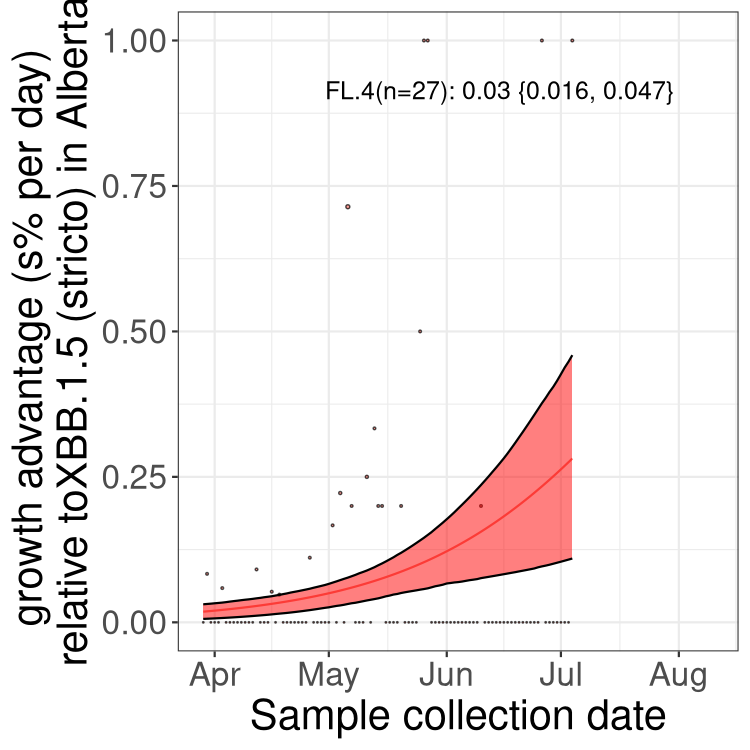 growth advantage (s% per day)
relative toXBB.1.5 (stricto) in Alberta
1.00
0.75
0.50
0.25
0.00
FL.4(n=27): 0.03 {0.016, 0.047}
Apr May Jun Jul Aug
Sample collection date